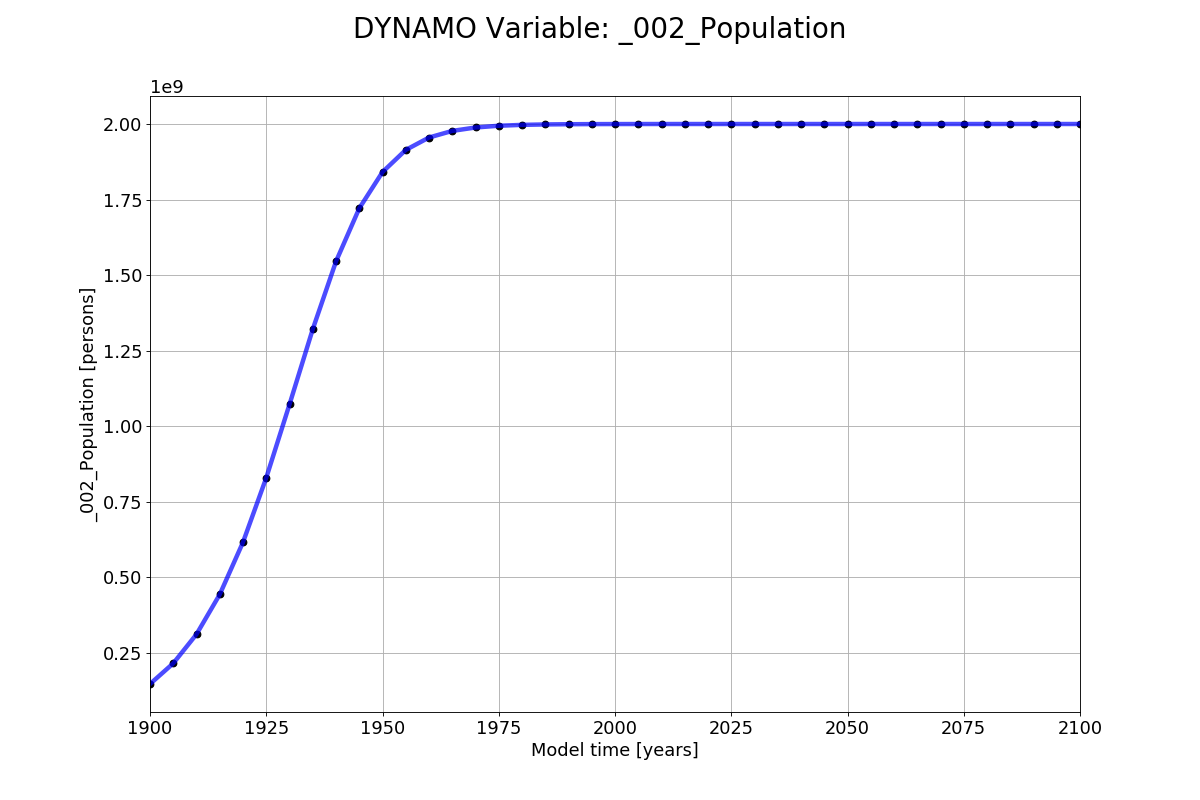 DYNAMO Variable: _002_Population
1e9
2.00
1.75
1.50
1.25
1.00
0.75
0.50
0.25
_002_Population [persons]
1900 1925 1950 1975 2000 2025 2050 2075 2100
Model time [years]